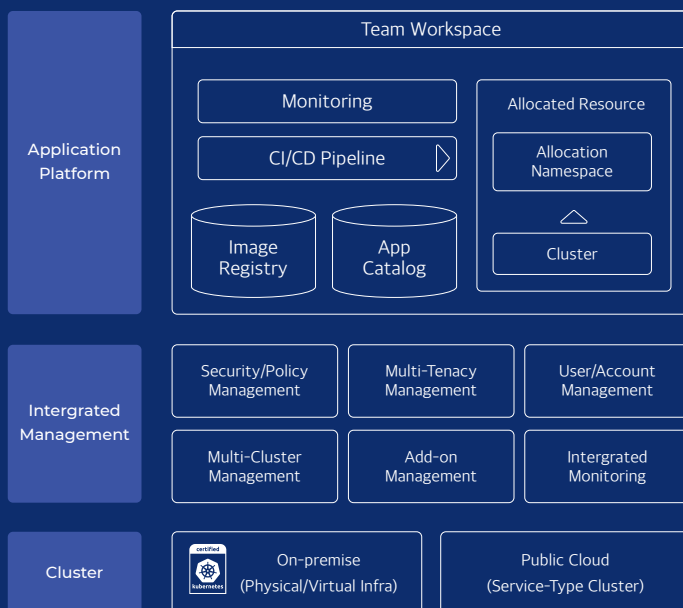 Application
Platform
Team Workspace
Monitoring
CI/CD Pipeline
Image
Registry
App
Catalog
Allocated Resource
Allocation
Namespace
Cluster
Intergrated
Management
Security/Policy
Management
Multi-Tenacy
Management
User/Account
Management
Multi-Cluster
Management
Add-on
Management
Intergrated
Monitoring
Cluster
certified
kubernetes
On-premise
(Physical/Virtual Infra)
Public Cloud
(Service-Type Cluster)